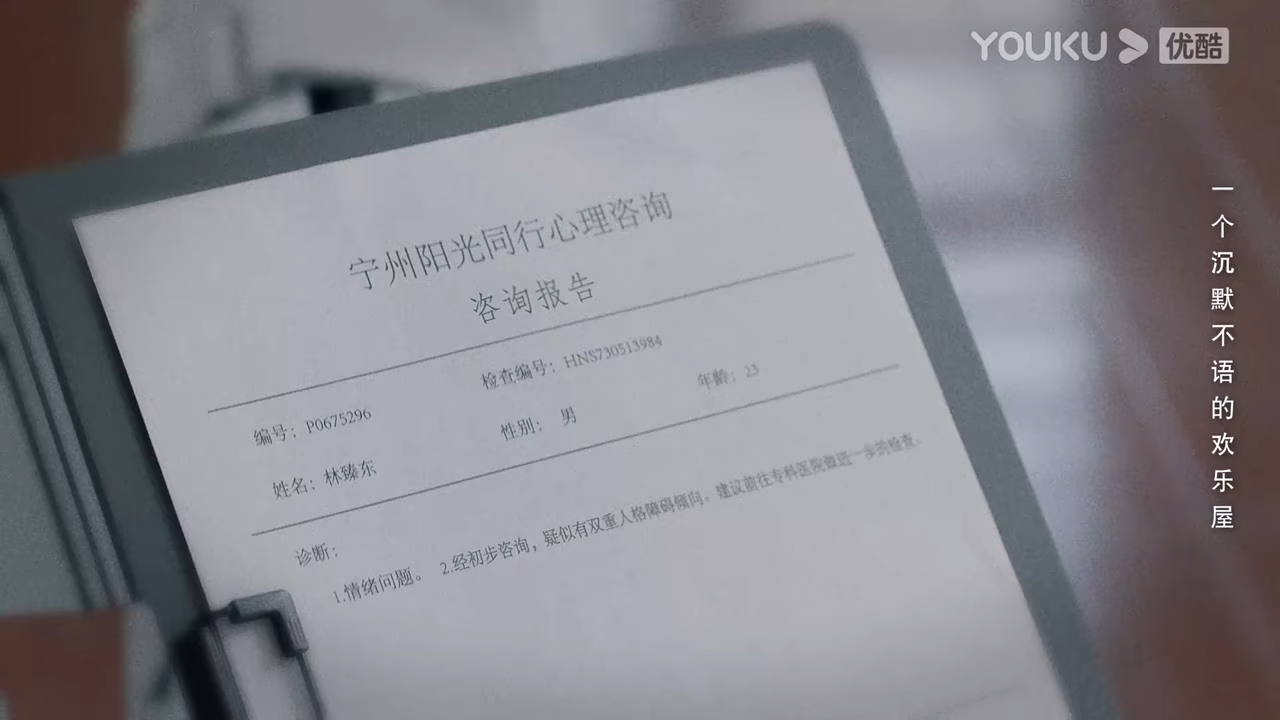 YOUKU 优酷
宁州阳光同行心理咨询
咨询报告
检查编号：HNS730513984
编号：P0675296
性别： 男
年龄：23
姓名：林臻东
诊断：
1.情绪问题。 2.经初步咨询，疑似有双重人格障碍倾向。建议前往专科医院做进一步的检查。
一个沉默不语的欢乐屋